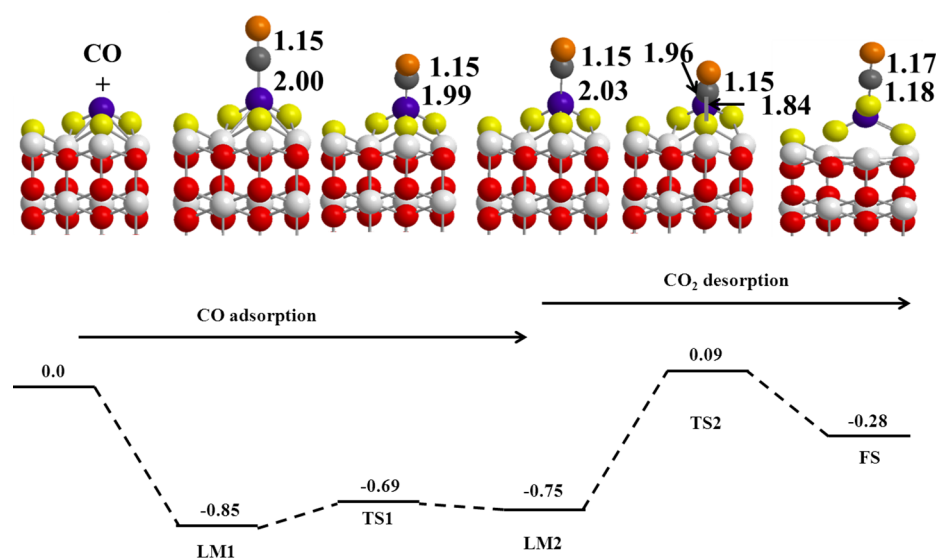 CO
+
1.15
2.00
1.15
1.99
1.15
2.03
1.96
1.15
1.84
1.17
1.18
CO₂ desorption
CO adsorption
0.0
-0.85
LM1
-0.69
TS1
-0.75
LM2
0.09
TS2
-0.28
FS